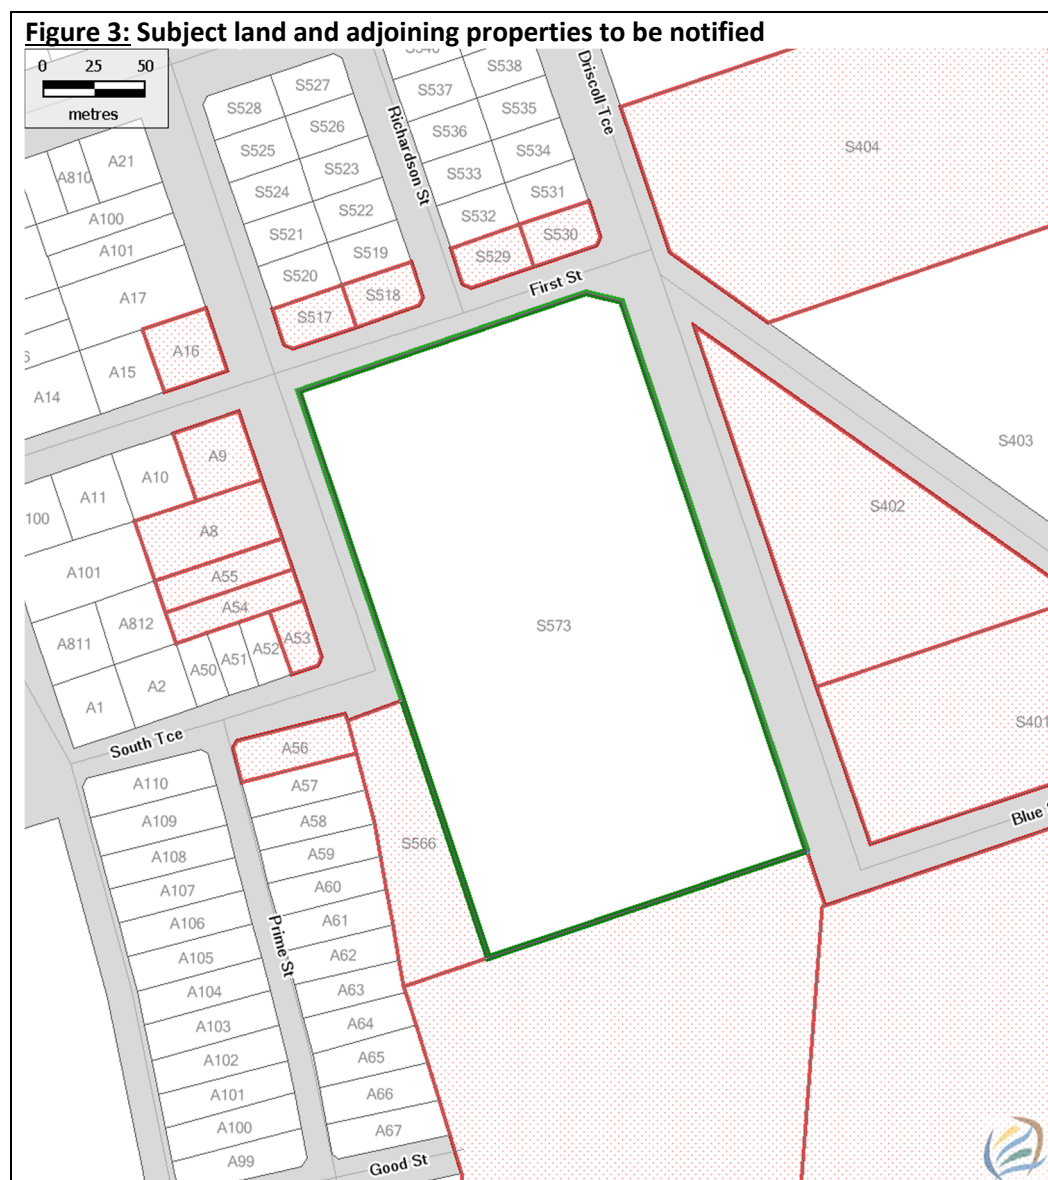 Figure 3: Subject land and adjoining properties to be notified
0 25 50
metres
S538
S527
S537
S528
S535
S526
S536
S525
S534
A21
A810
S523
S533
S524
S531
Driscoll Tce
Richardson St
S404
A100
S522
S532
S530
S521
A101
S519
S529
S520
First St
A17
S518
S517
A16
A15
A14
S403
A9
A10
A11
100
S402
A8
A101
A55
A54
A812
A811
A53
A52
A51
A50
S573
A2
A1
S401
South Tce
A56
A110
A57
A109
A58
Blue
S566
A59
A108
A60
A107
A61
A106
Prime St
A62
A105
A63
A104
A64
A103
A65
A102
A66
A101
A67
A100
A99
Good St